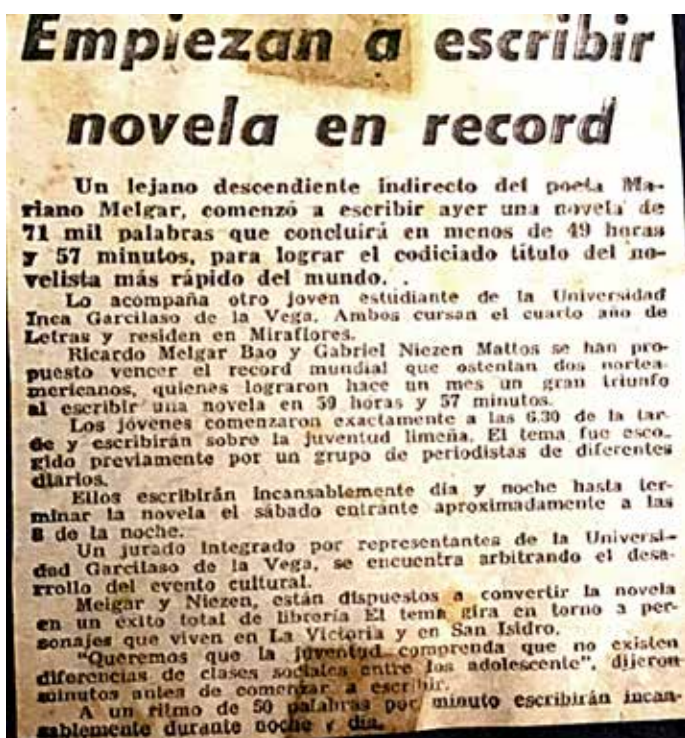 Empiezan a escribir
novela en record
Un lejano descendiente indirecto del poeta Ma-
riano Melgar, comenzó a escribir ayer una novela de
71 mil palabras que concluirá en menos de 49 horas
y 57 minutos, para lograr el codiciado título del no-
velista más rápido del mundo. .
Lo acompaña otro joven estudiante de la Universidad
Inca Garcilaso de la Vega. Ambos cursan el cuarto año de
Letras y residen en Miraflores.
Ricardo Melgar Bao y Gabriel Niezen Mattos se han pro-
puesto vencer el record mundial que ostentan dos nortea-
mericanos, quienes lograron hace un mes un gran triunfo
al escribir una novela en 59 horas y 57 minutos.
Los jóvenes comenzaron exactamente a las 6.30 de la tar-
de y escribirán sobre la juventud limeña. El tema fue esco-
gido previamente por un grupo de periodistas de diferentes
diarios.
Ellos escribirán incansablemente día y noche hasta ter-
minar la novela el sábado entrante aproximadamente a las
8 de la noche.
Un jurado integrado por representantes de la Universi-
dad Garcilaso de la Vega, se encuentra arbitrando el desa-
rrollo del evento cultural.
Melgar y Niezen, están dispuestos a convertir la novela
en un éxito total de librería El tema gira en torno a per-
sonajes que viven en La Victoria y en San Isidro.
"Queremos que la juventud comprenda que no existen
diferencias de clases sociales entre los adolescente", dijeron
minutos antes de comenzar a escribir.
A un ritmo de 50 palabras por minuto escribirán incan-
sablemente durante noche y día.